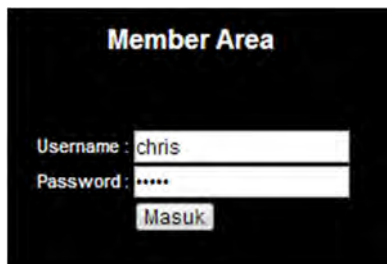 Member Area
Username : chris
Password : •••••
Masuk